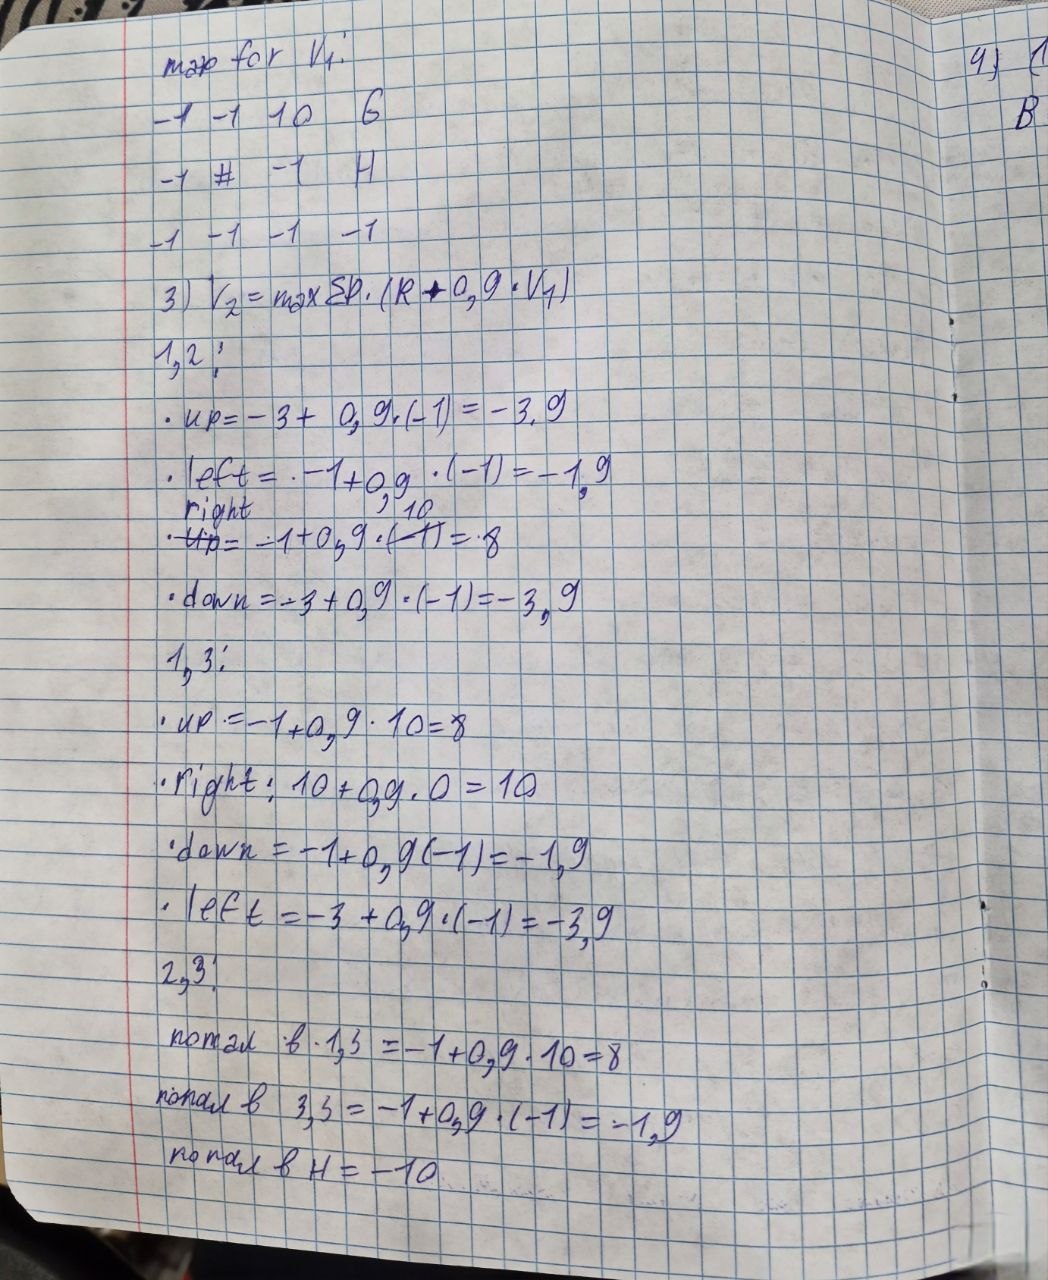 map for V₁:
-1 -1 10 G
-1 # -1 H
-1 -1 -1 -1
3) V₂ = max Σp·(R + 0,9·V₁)
1,2:
· up = -3 + 0,9·(-1) = -3,9
· left = -1 + 0,9·(-1) = -1,9
right 10
· up = -1 + 0,9·(-1) = 8
· down = -3 + 0,9·(-1) = -3,9
1,3:
· up = -1 + 0,9·10 = 8
· right: 10 + 0,9·0 = 10
· down = -1 + 0,9(-1) = -1,9
· left = -3 + 0,9·(-1) = -3,9
2,3:
попал в 1,3 = -1 + 0,9·10 = 8
попал в 3,3 = -1 + 0,9·(-1) = -1,9
попал в H = -10
4) (1
В